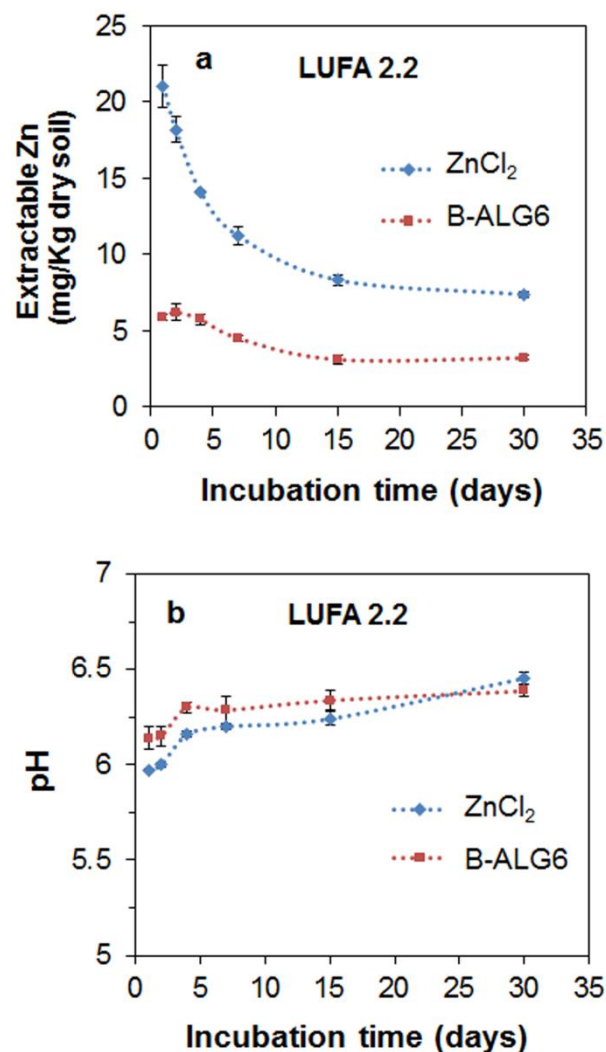 25
a
LUFA 2.2
20
15
10
5
0
Extractable Zn
(mg/Kg dry soil)
ZnCl₂
B-ALG6
0 5 10 15 20 25 30 35
Incubation time (days)
7
b
LUFA 2.2
6.5
6
5.5
5
pH
ZnCl₂
B-ALG6
0 5 10 15 20 25 30 35
Incubation time (days)